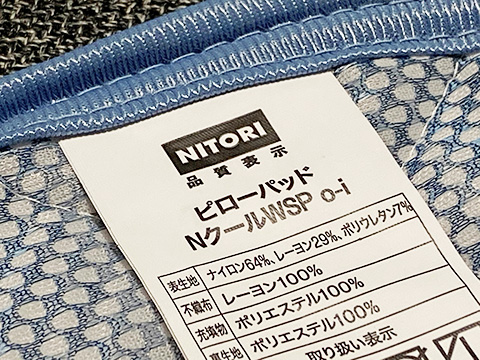 NITORI
品質表示
ピローパッド
NクールWSP o-i
表生地 ナイロン64%、レーヨン29%、ポリウレタン7%
不織布 レーヨン100%
充填物 ポリエステル100%
裏生地 ポリエステル100%
取り扱い表示